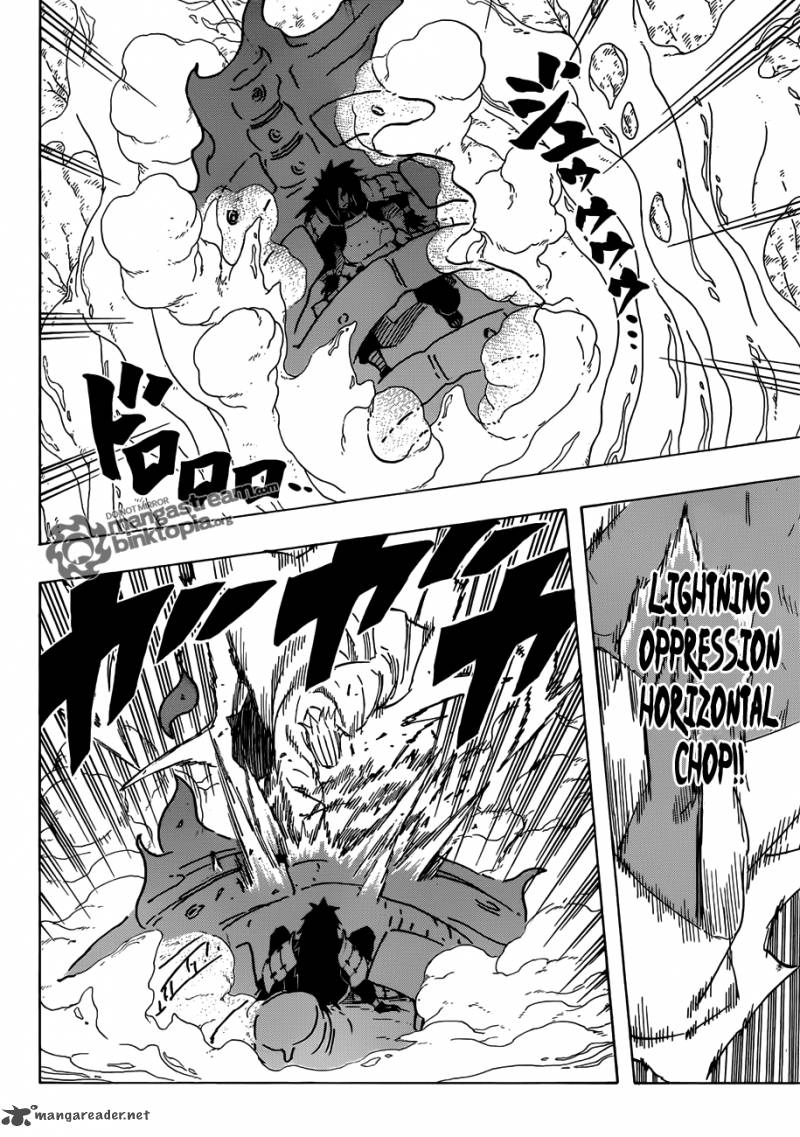 ジュウウウウ…
ドロロロ…
DO NOT MIRROR
mangastream.com
binktopia.org
LIGHTNING
OPPRESSION
HORIZONTAL
CHOP!!
ガガガ
mangareader.net